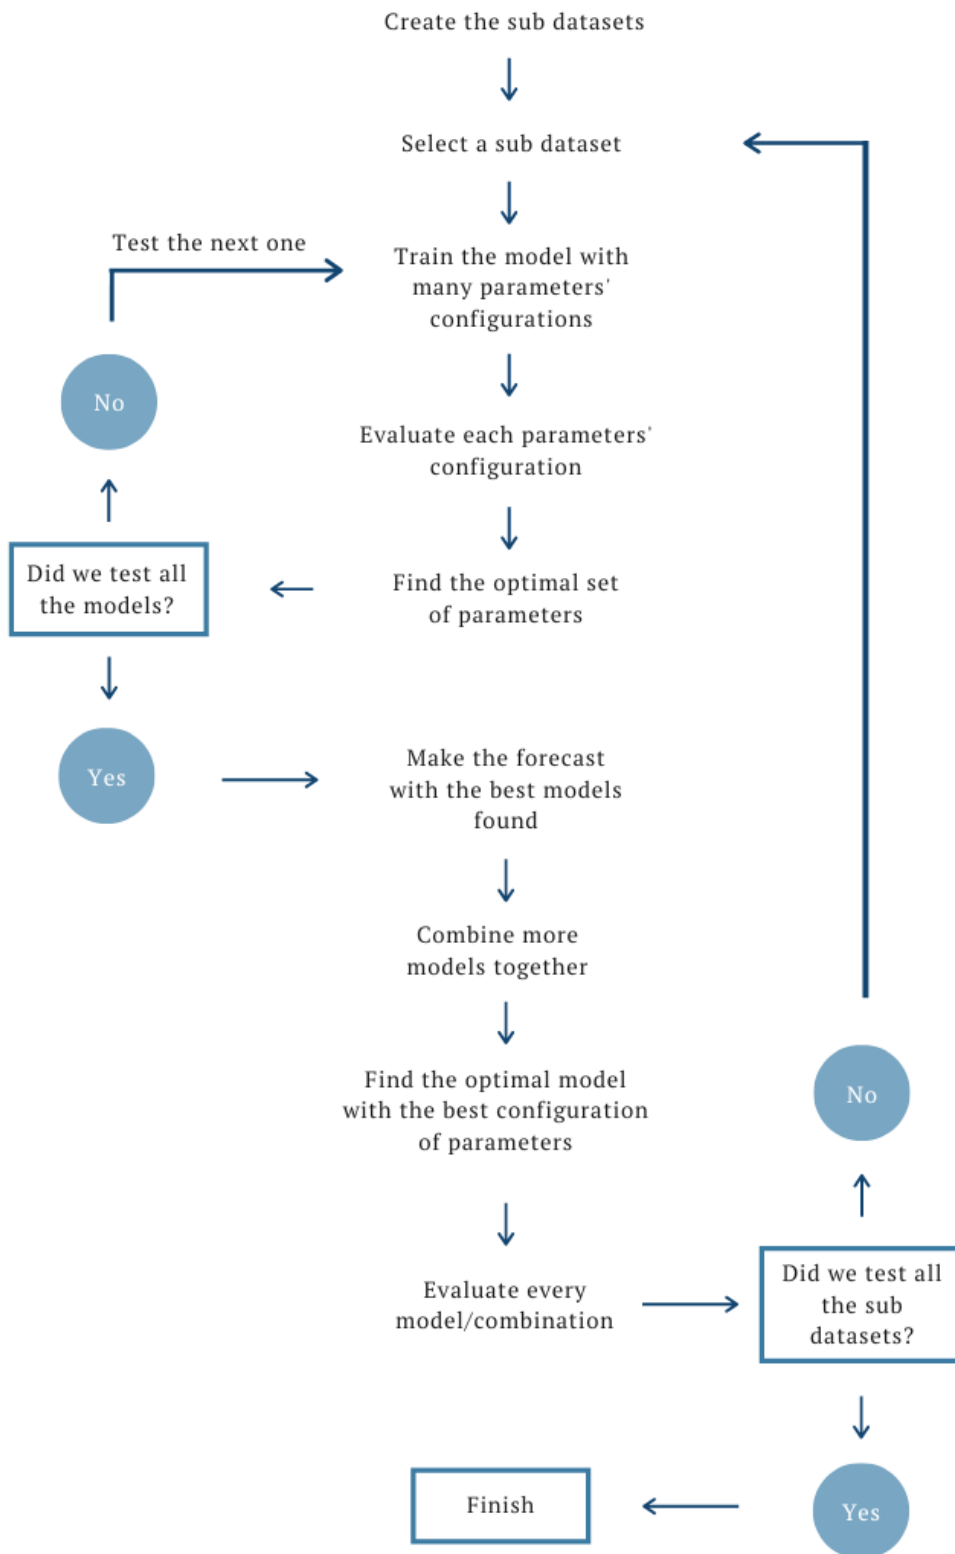 Create the sub datasets
Select a sub dataset
Test the next one
Train the model with
many parameters'
configurations
No
Evaluate each parameters'
configuration
Did we test all
the models?
Find the optimal set
of parameters
Yes
Make the forecast
with the best models
found
Combine more
models together
Find the optimal model
with the best configuration
of parameters
No
Evaluate every
model/combination
Did we test all
the sub
datasets?
Finish
Yes